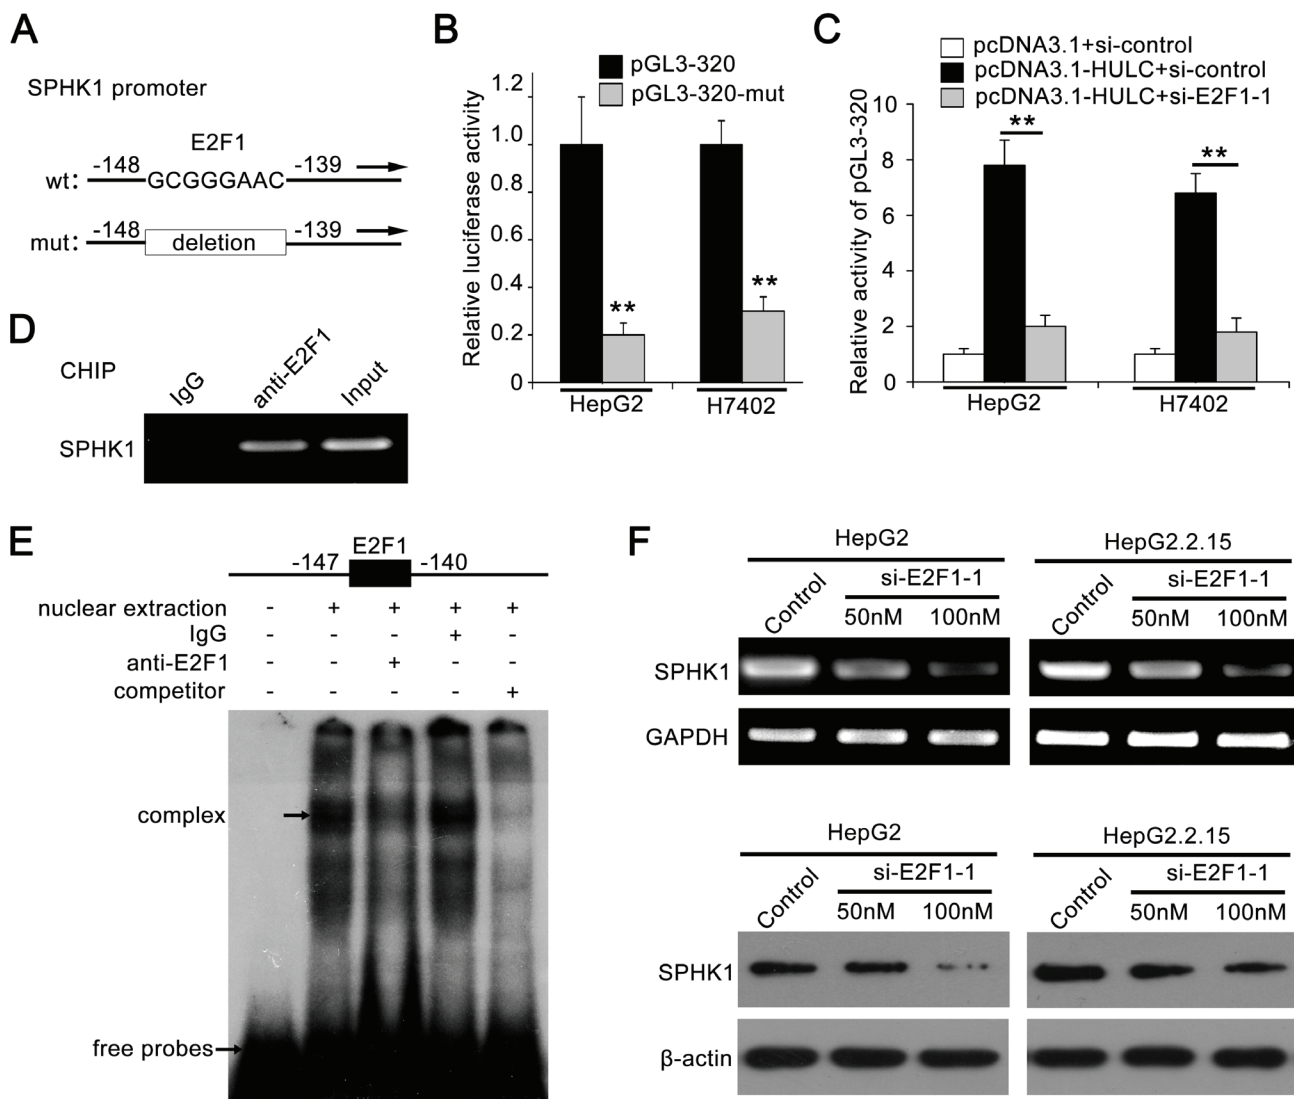 A
SPHK1 promoter
E2F1
wt: -148 GCGGGAAC -139
mut: -148 deletion -139
B
pGL3-320
pGL3-320-mut
Relative luciferase activity
1.2
1.0
0.8
0.6
0.4
0.2
0
** **
HepG2 H7402
C
pcDNA3.1+si-control
pcDNA3.1-HULC+si-control
pcDNA3.1-HULC+si-E2F1-1
Relative activity of pGL3-320
10
8
6
4
2
0
** **
HepG2 H7402
D
CHIP
IgG anti-E2F1 Input
SPHK1
E
E2F1
-147 -140
nuclear extraction - + + + +
IgG - - - + -
anti-E2F1 - - + - -
competitor - - - - +
complex
free probes
F
HepG2 HepG2.2.15
Control si-E2F1-1 Control si-E2F1-1
50nM 100nM 50nM 100nM
SPHK1
GAPDH
HepG2 HepG2.2.15
Control si-E2F1-1 Control si-E2F1-1
50nM 100nM 50nM 100nM
SPHK1
β-actin